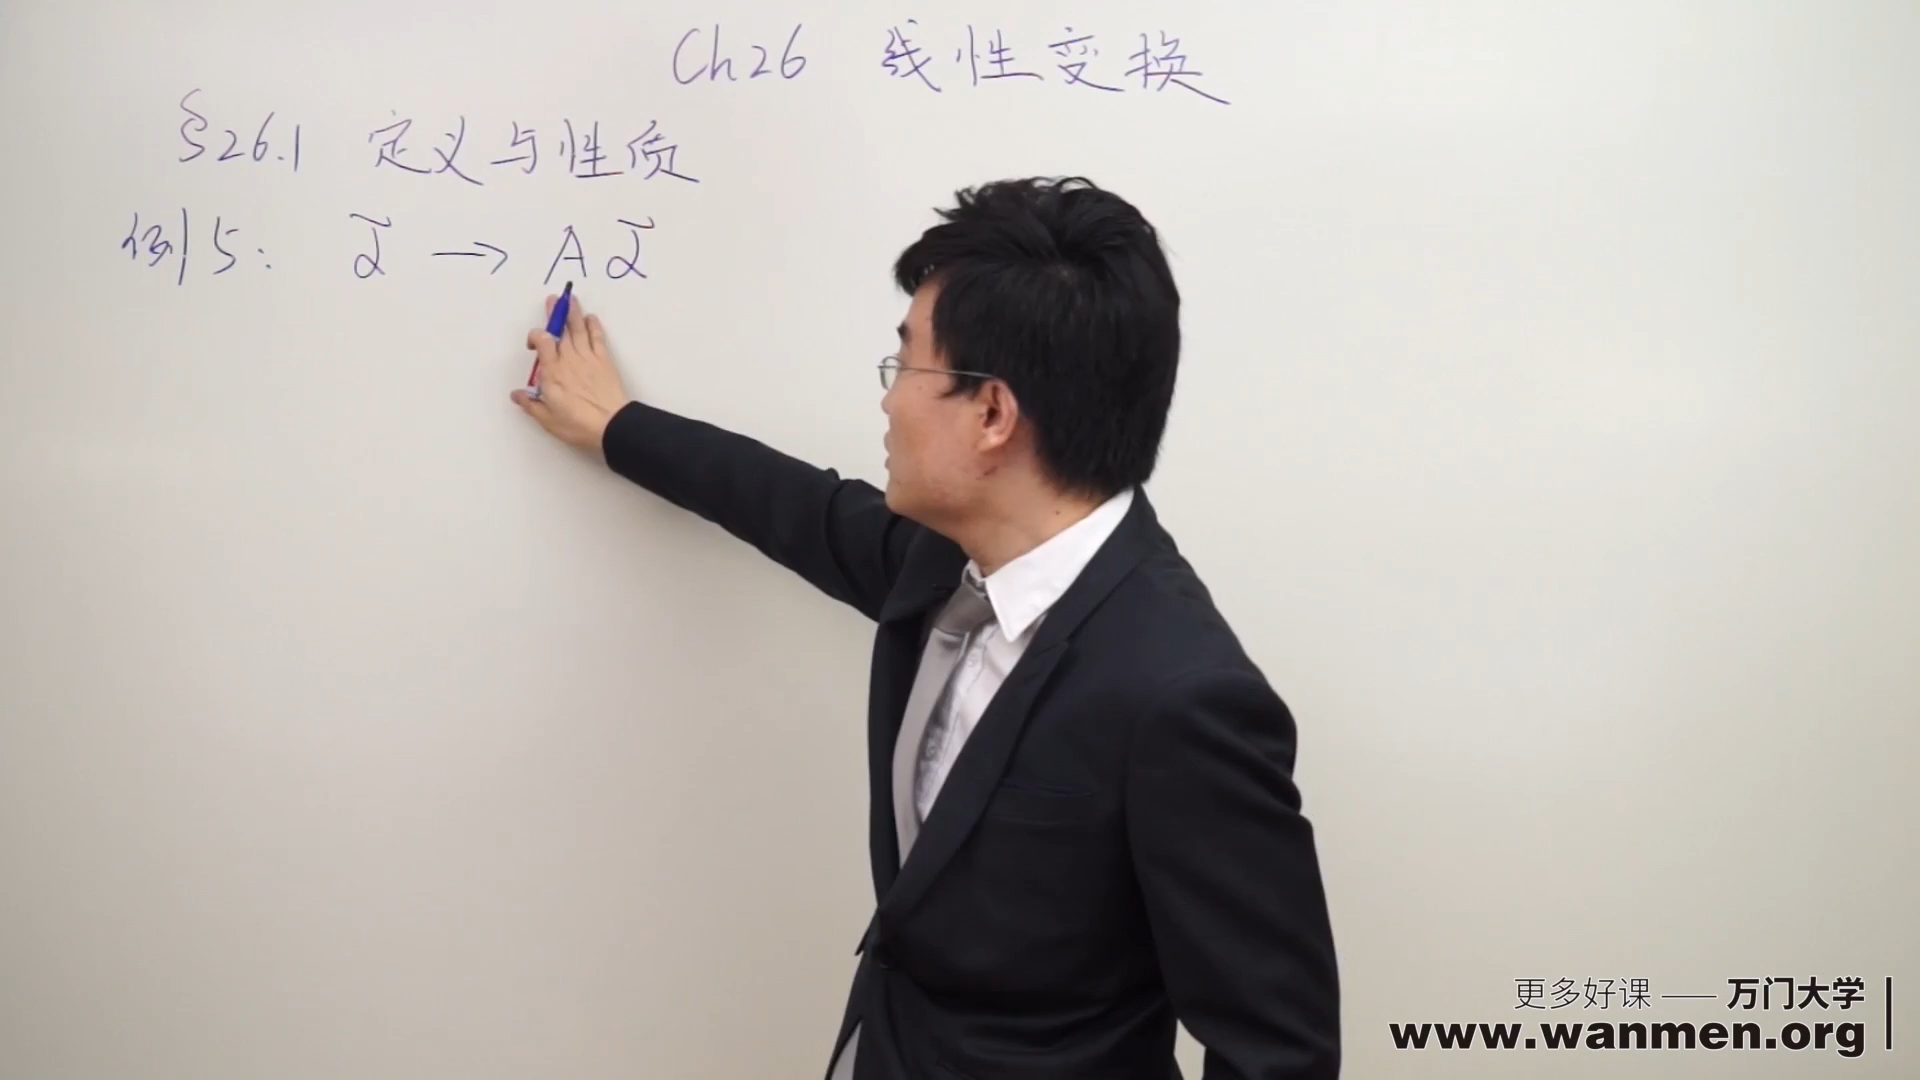 Ch26 线性变换
§26.1 定义与性质
例5: α⃗ → Aα⃗
更多好课 —— 万门大学
www.wanmen.org